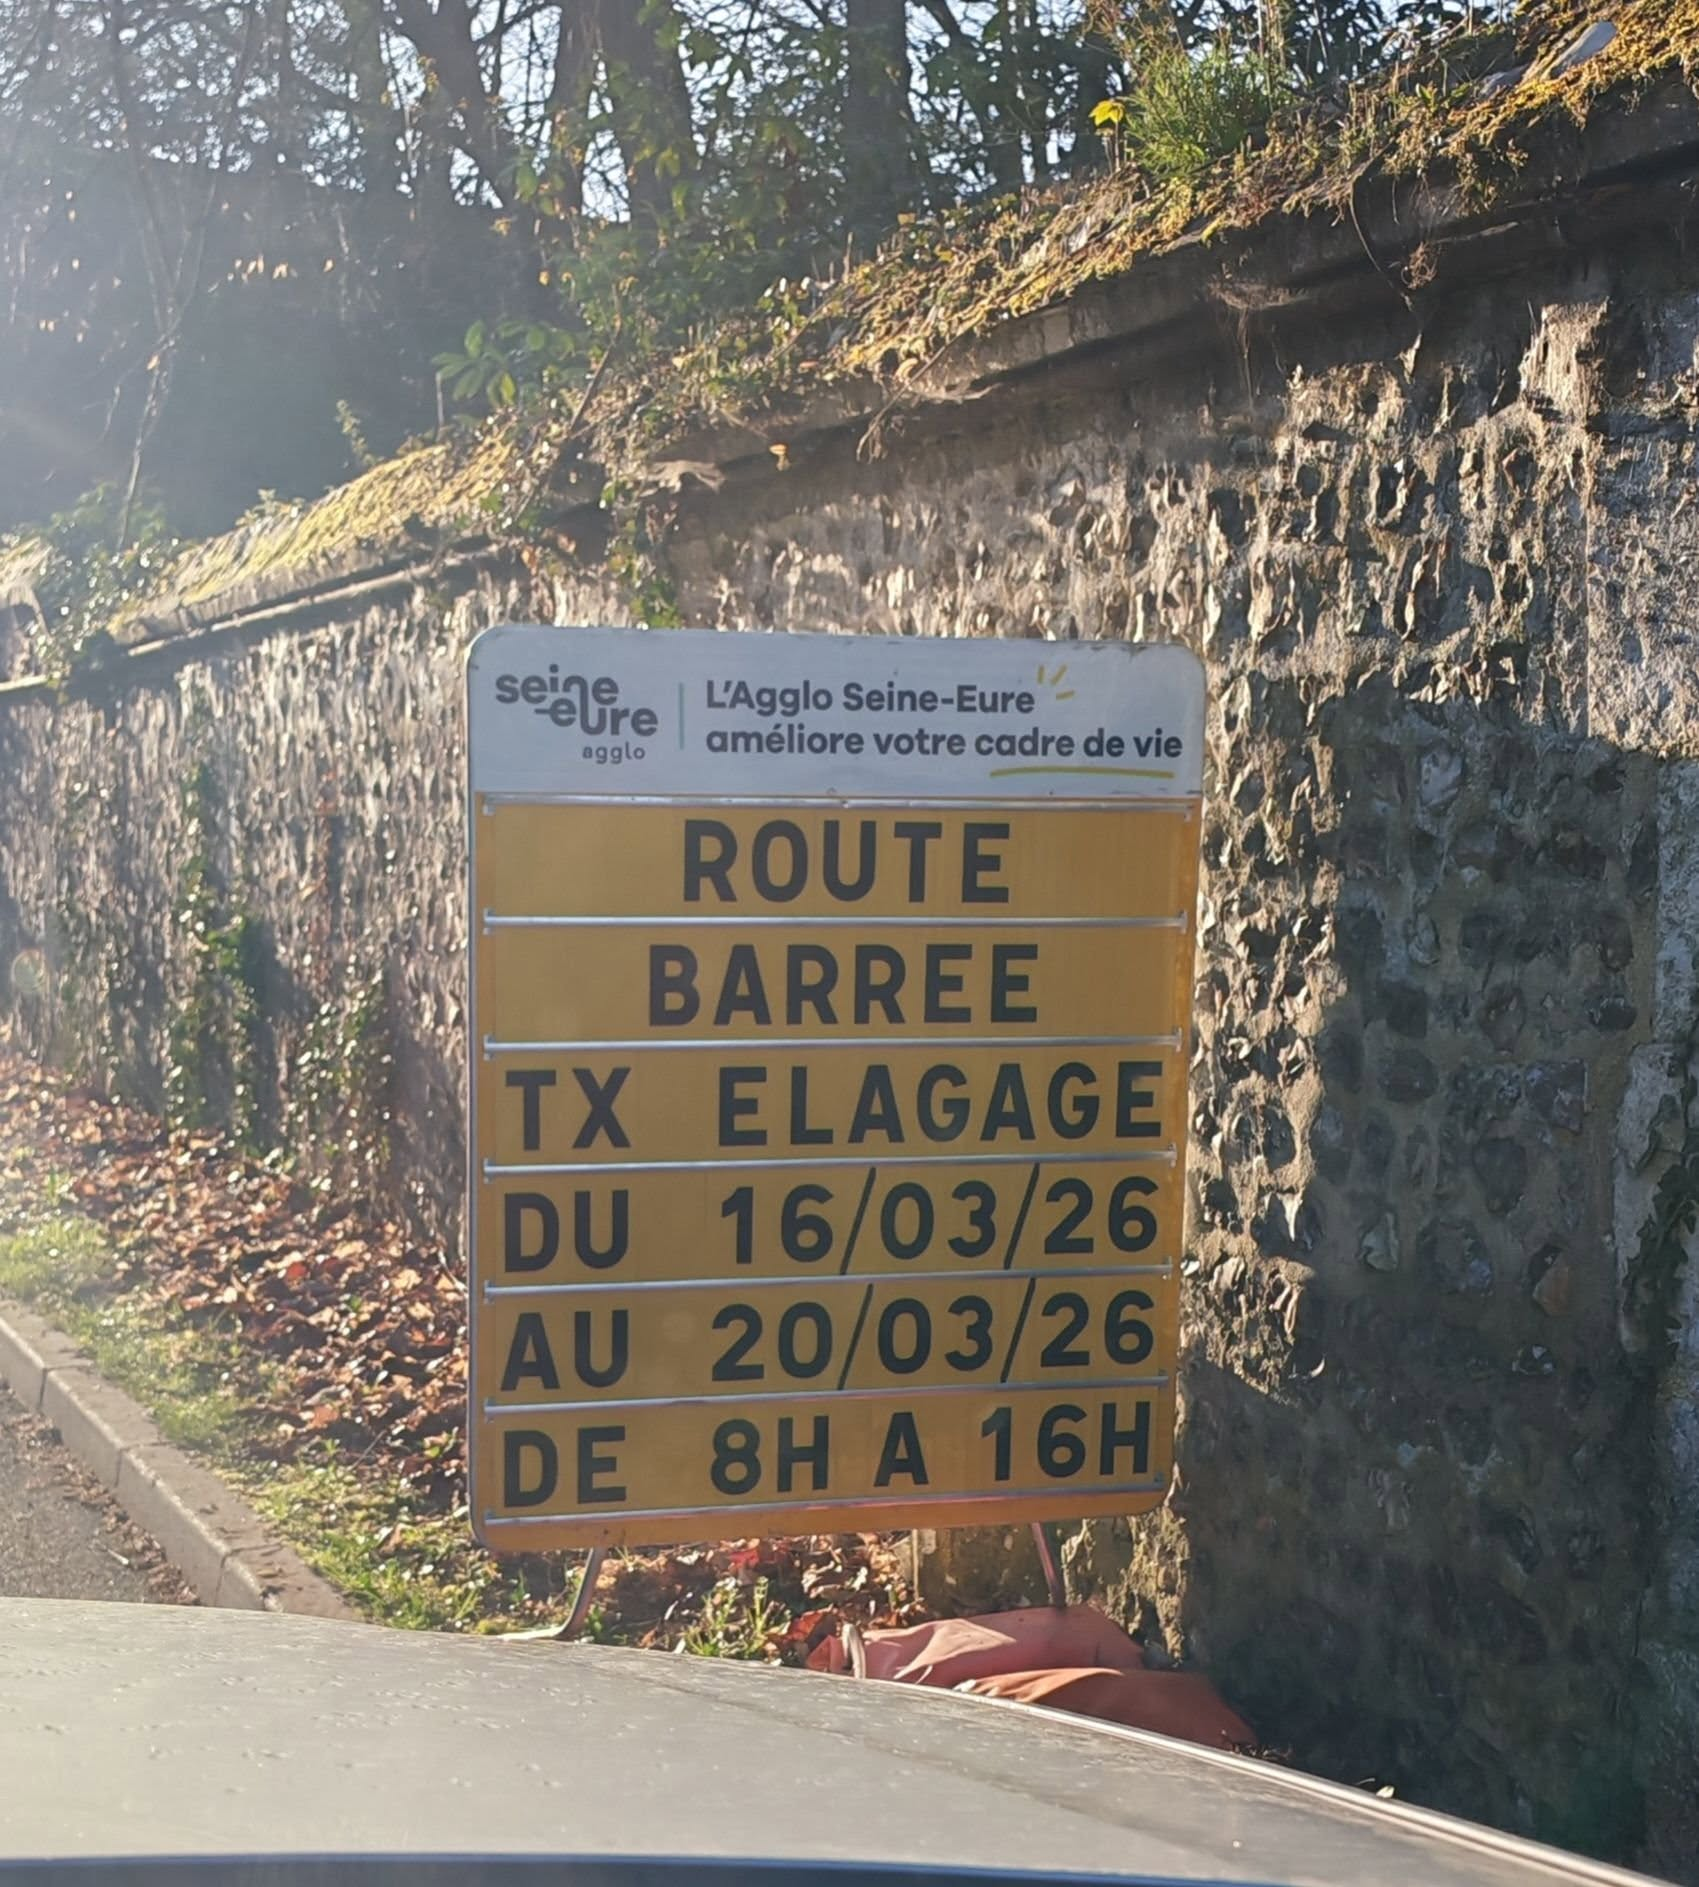 seine
-eure
agglo
L'Agglo Seine-Eure
améliore votre cadre de vie
ROUTE
BARREE
TX ELAGAGE
DU 16/03/26
AU 20/03/26
DE 8H A 16H